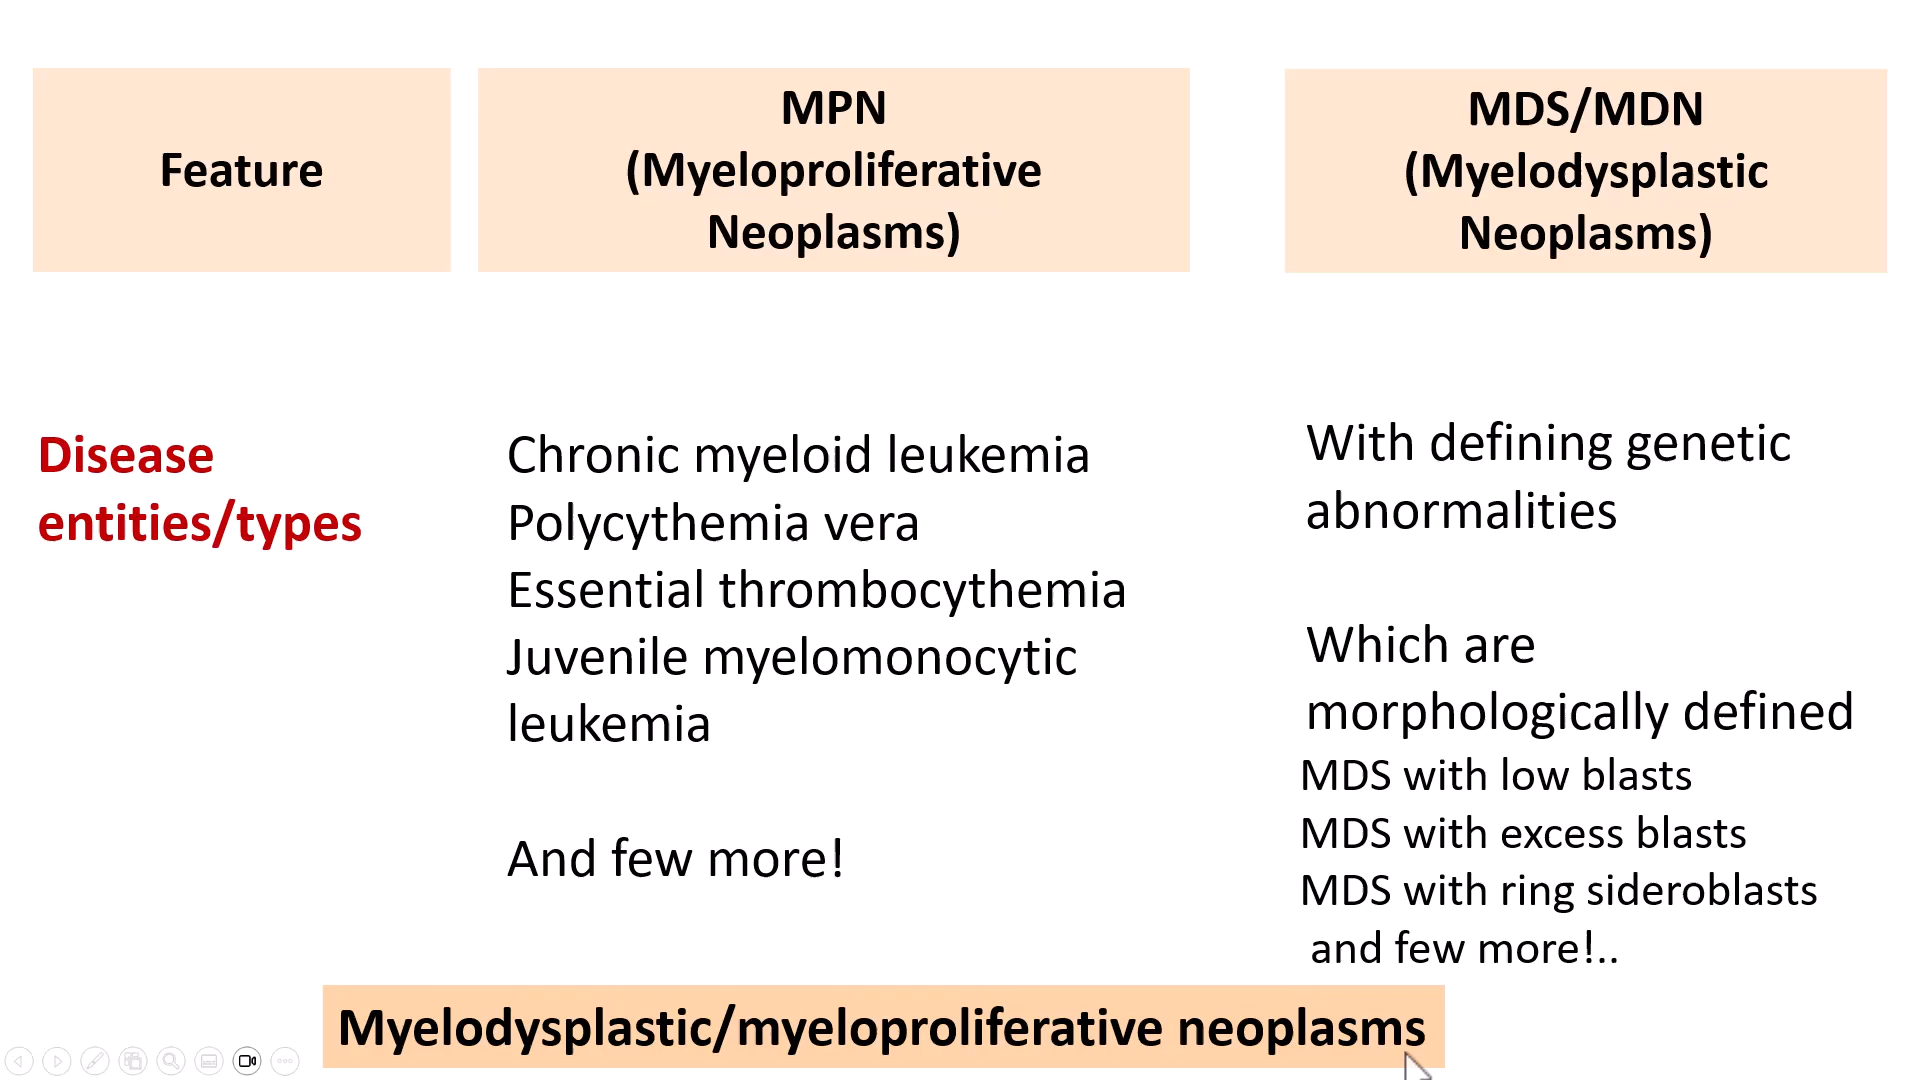 Feature
MPN
(Myeloproliferative
Neoplasms)
MDS/MDN
(Myelodysplastic
Neoplasms)
Disease
entities/types
Chronic myeloid leukemia
Polycythemia vera
Essential thrombocythemia
Juvenile myelomonocytic
leukemia
And few more!
With defining genetic
abnormalities
Which are
morphologically defined
MDS with low blasts
MDS with excess blasts
MDS with ring sideroblasts
and few more!..
Myelodysplastic/myeloproliferative neoplasms